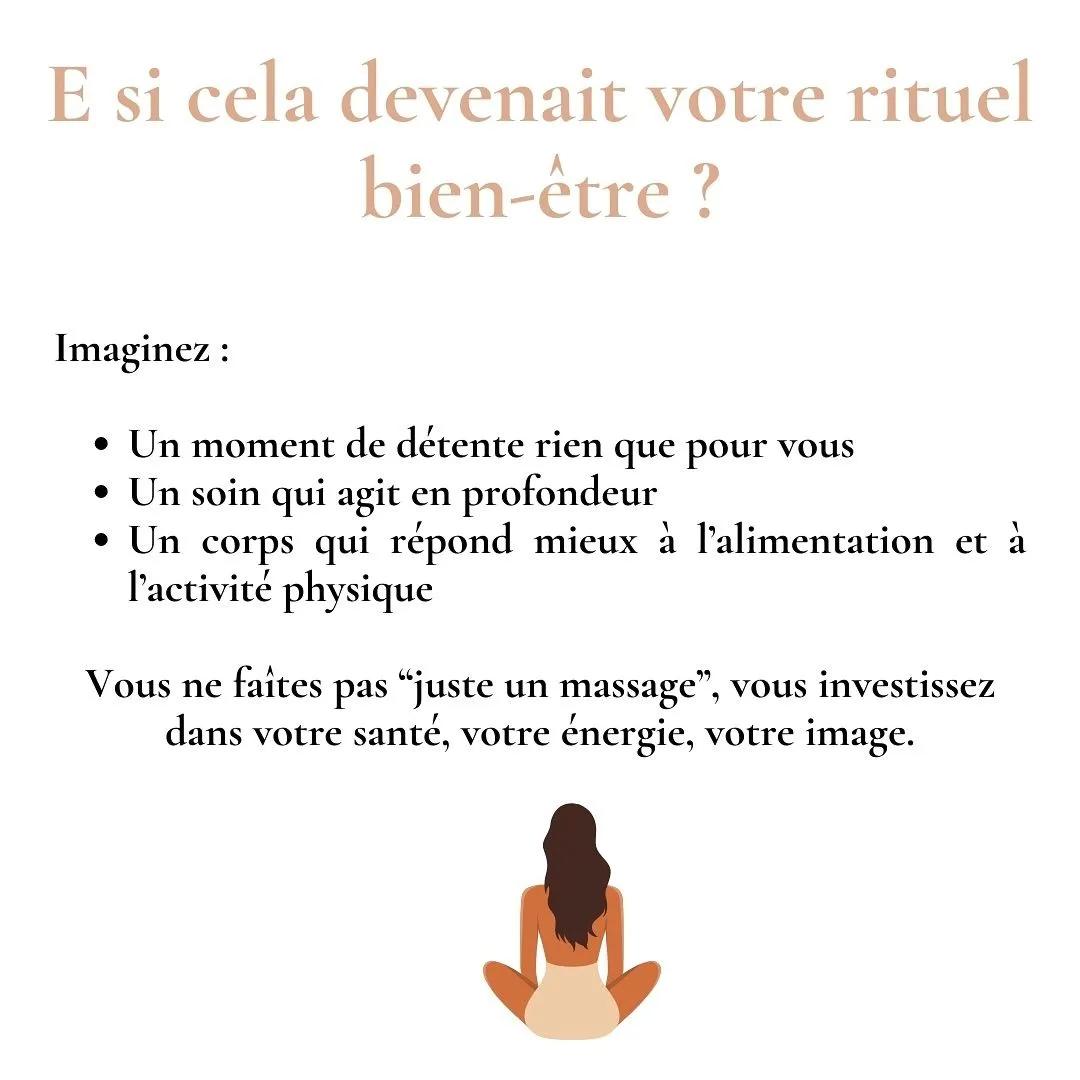 E si cela devenait votre rituel
bien-être ?
Imaginez :
• Un moment de détente rien que pour vous
• Un soin qui agit en profondeur
• Un corps qui répond mieux à l’alimentation et à
l’activité physique
Vous ne faîtes pas “juste un massage”, vous investissez
dans votre santé, votre énergie, votre image.